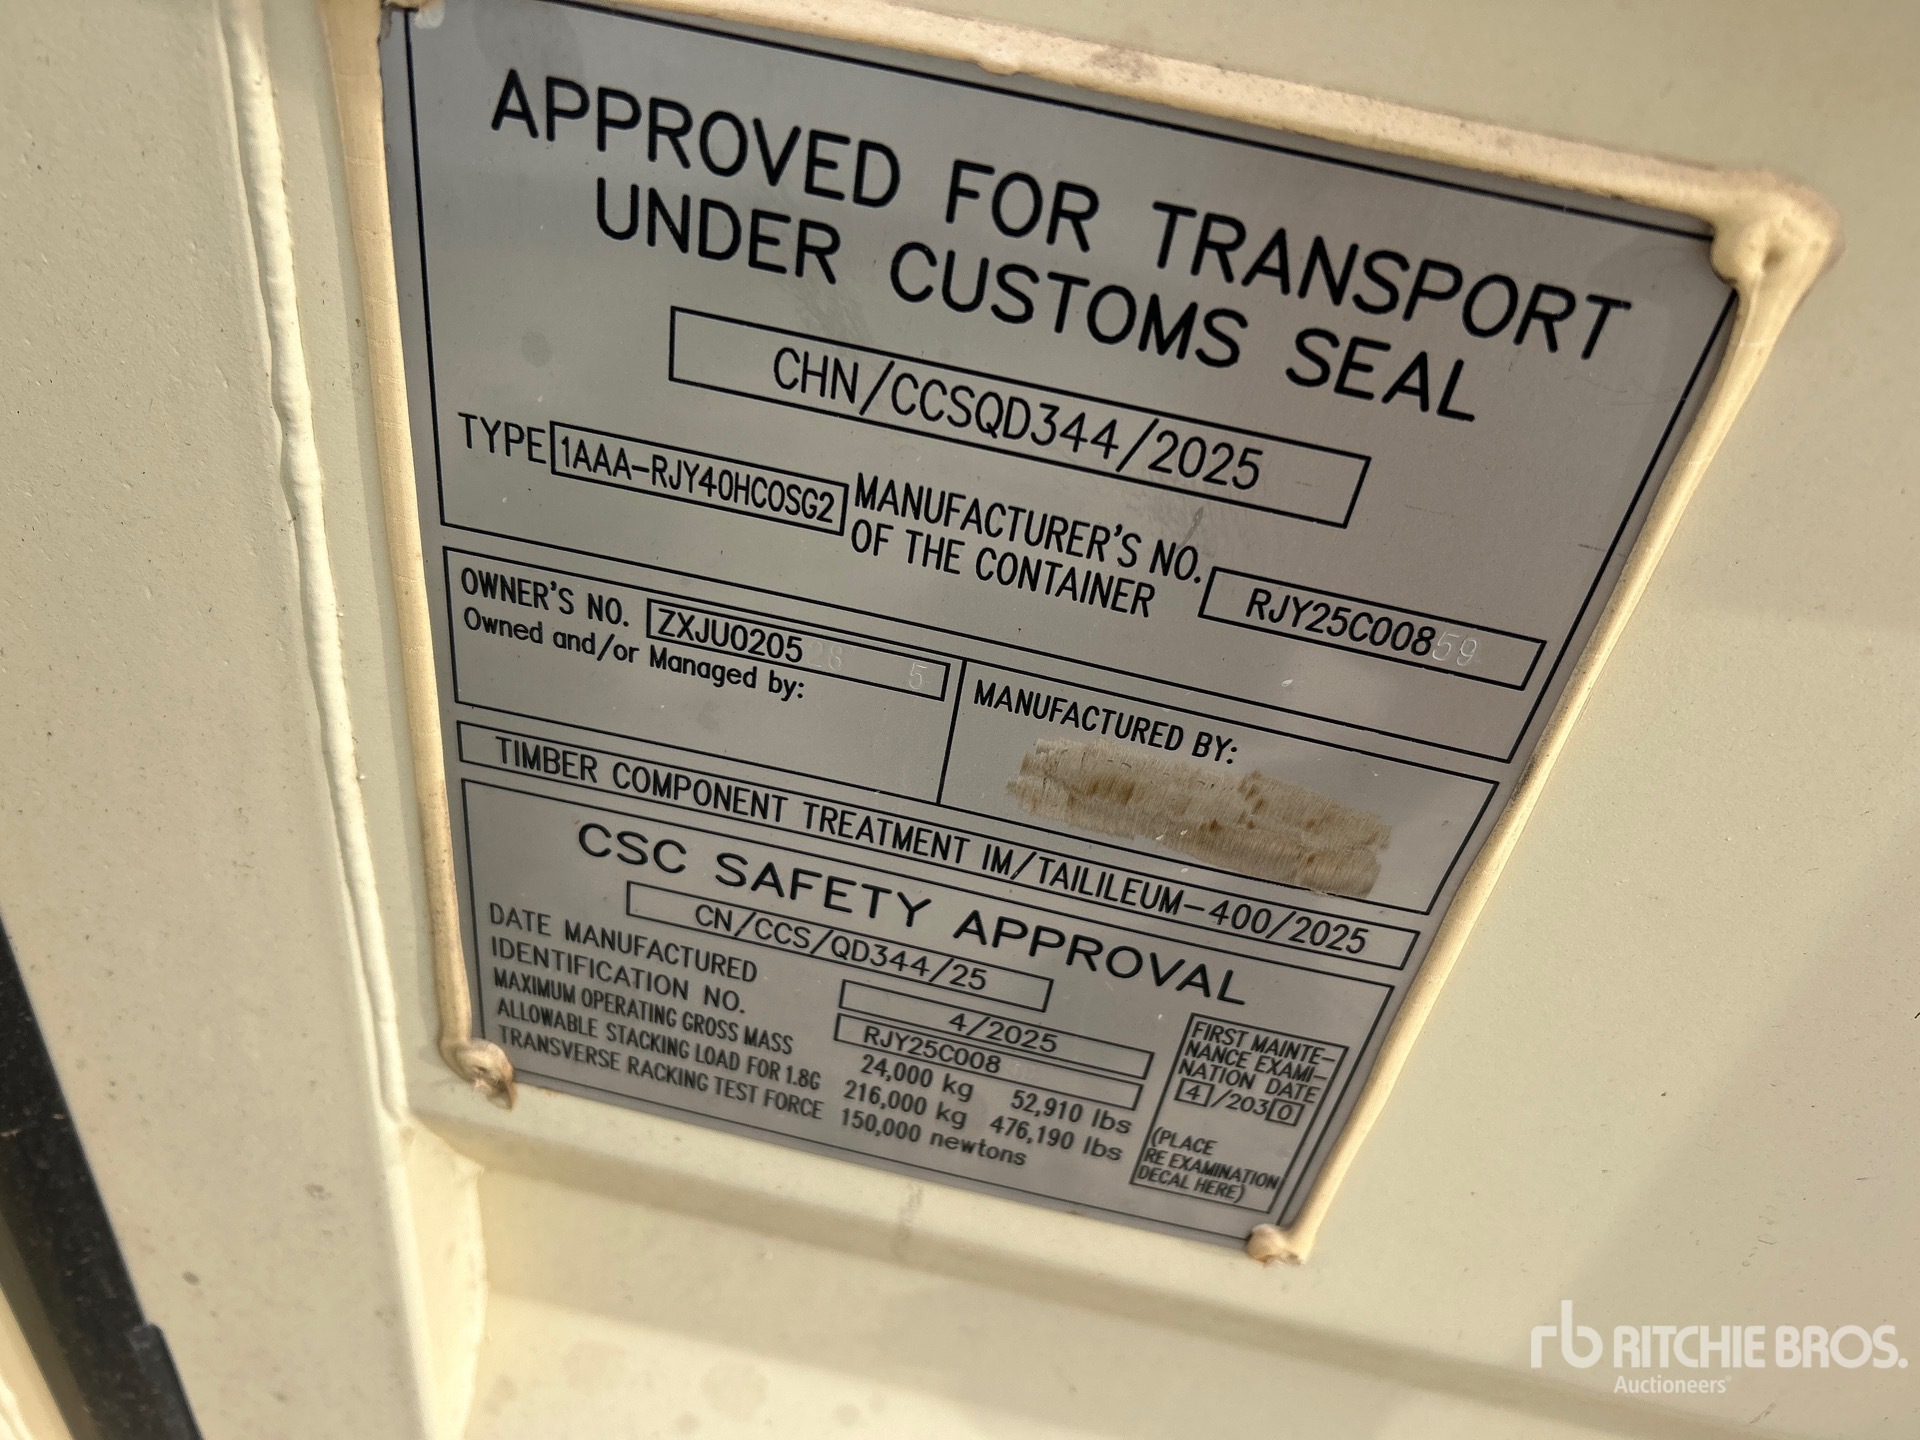 APPROVED FOR TRANSPORT
UNDER CUSTOMS SEAL
CHN/CCSQD344/2025
TYPE 1AAA-RJY40HCOSG2 MANUFACTURER'S NO.
OF THE CONTAINER
RJY25C00859
OWNER'S NO. ZXJU020528 5
Owned and/or Managed by:
MANUFACTURED BY:
TIMBER COMPONENT TREATMENT IM/TAILILEUM-400/2025
CSC SAFETY APPROVAL
CN/CCS/QD344/25
DATE MANUFACTURED 4/2025
IDENTIFICATION NO. RJY25C008
MAXIMUM OPERATING GROSS MASS 24,000 kg 52,910 lbs
ALLOWABLE STACKING LOAD FOR 1.8G 216,000 kg 476,190 lbs
TRANSVERSE RACKING TEST FORCE 150,000 newtons
FIRST MAINTE-
NANCE EXAMI-
NATION DATE
4/2030
(PLACE
RE EXAMINATION
DECAL HERE)
rb RITCHIE BROS.
Auctioneers